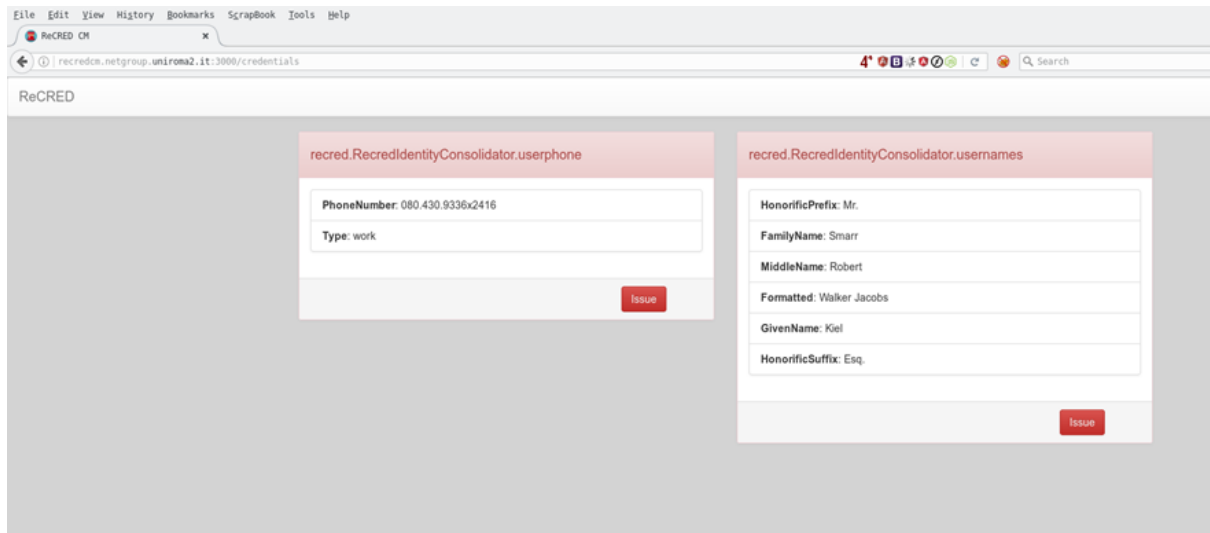 File Edit View History Bookmarks ScrapBook Tools Help
ReCRED CM
recredcm.netgroup.uniroma2.it:3000/credentials
Search
ReCRED
recred.RecredIdentityConsolidator.userphone
PhoneNumber: 080.430.9336x2416
Type: work
Issue
recred.RecredIdentityConsolidator.usernames
HonorificPrefix: Mr.
FamilyName: Smarr
MiddleName: Robert
Formatted: Walker Jacobs
GivenName: Kiel
HonorificSuffix: Esq.
Issue